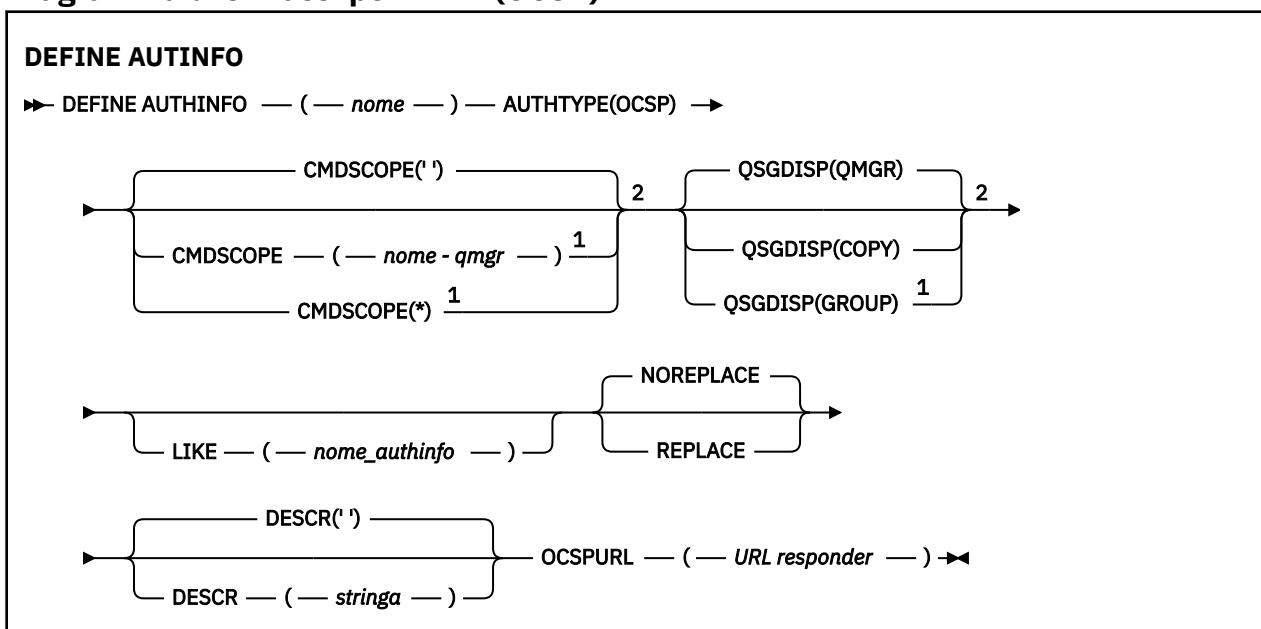 DEFINE AUTINFO
DEFINE AUTHINFO ( nome ) AUTHTYPE(OCSP)
CMDSCOPE(' ') QSGDISP(QMGR)
2 2
CMDSCOPE ( nome - qmgr ) 1 QSGDISP(COPY)
CMDSCOPE(*) 1 QSGDISP(GROUP) 1
NOREPLACE
LIKE ( nome_authinfo ) REPLACE
DESCR(' ')
OCSPURL ( URL responder )
DESCR ( stringa )